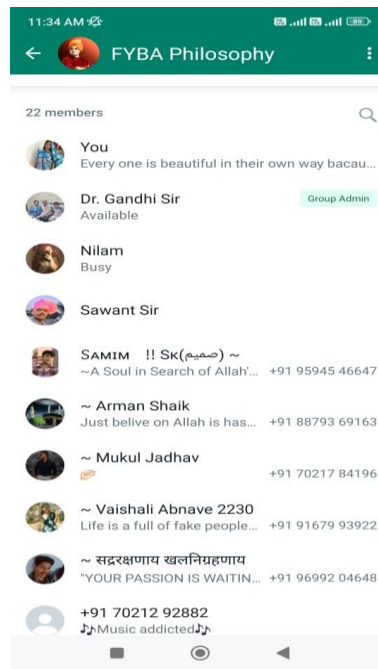 11:34 AM
89
FYBA Philosophy
22 members
You
Every one is beautiful in their own way bacau...
Dr. Gandhi Sir
Group Admin
Available
Nilam
Busy
Sawant Sir
SAMIM !! SK(صميم) ~
~A Soul in Search of Allah'... +91 95945 46647
~ Arman Shaik
Just belive on Allah is has... +91 88793 69163
~ Mukul Jadhav
+91 70217 84196
~ Vaishali Abnave 2230
Life is a full of fake people... +91 91679 93922
~ सद्ररक्षणाय खलनिग्रहणाय
"YOUR PASSION IS WAITIN... +91 96992 04648
+91 70212 92882
🎶Music addicted🎶